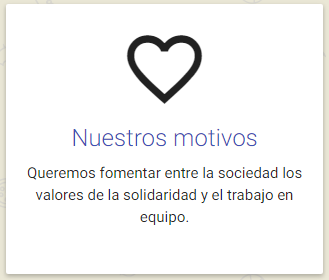 Nuestros motivos
Queremos fomentar entre la sociedad los
valores de la solidaridad y el trabajo en
equipo.